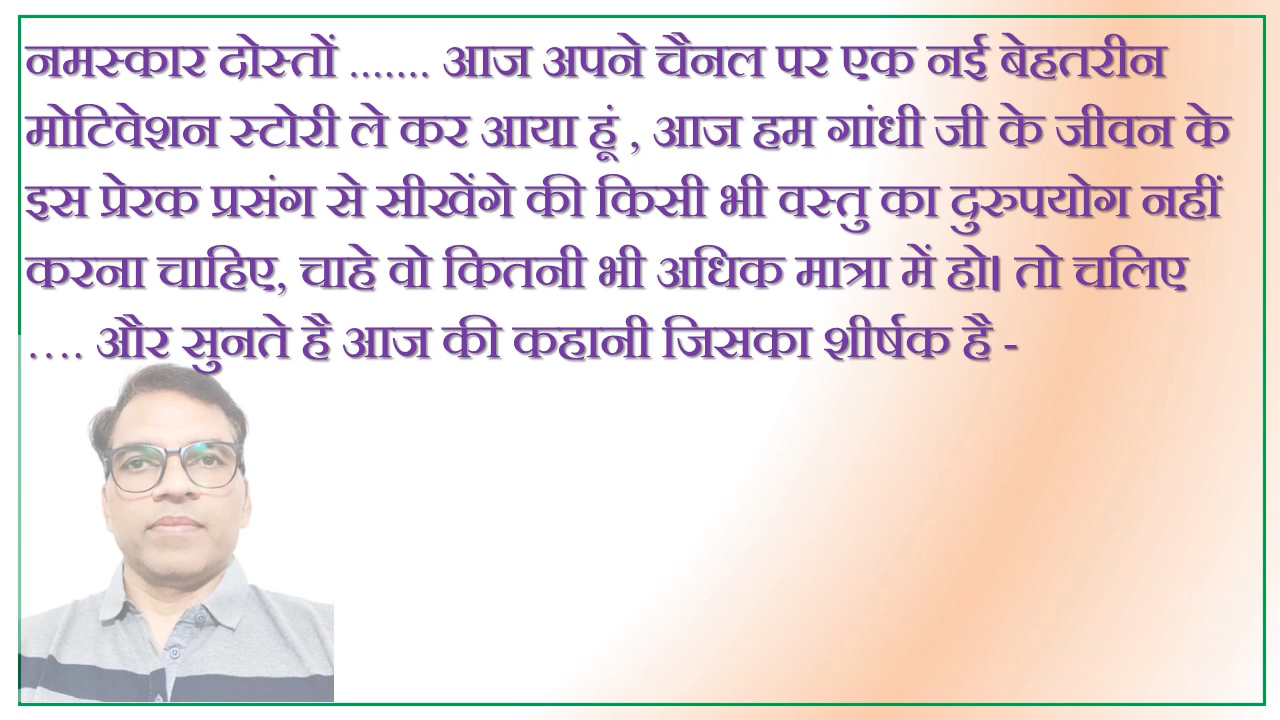 नमस्कार दोस्तों ....... आज अपने चैनल पर एक नई बेहतरीन
मोटिवेशन स्टोरी ले कर आया हूं , आज हम गांधी जी के जीवन के
इस प्रेरक प्रसंग से सीखेंगे की किसी भी वस्तु का दुरुपयोग नहीं
करना चाहिए, चाहे वो कितनी भी अधिक मात्रा में हो। तो चलिए
.... और सुनते है आज की कहानी जिसका शीर्षक है -